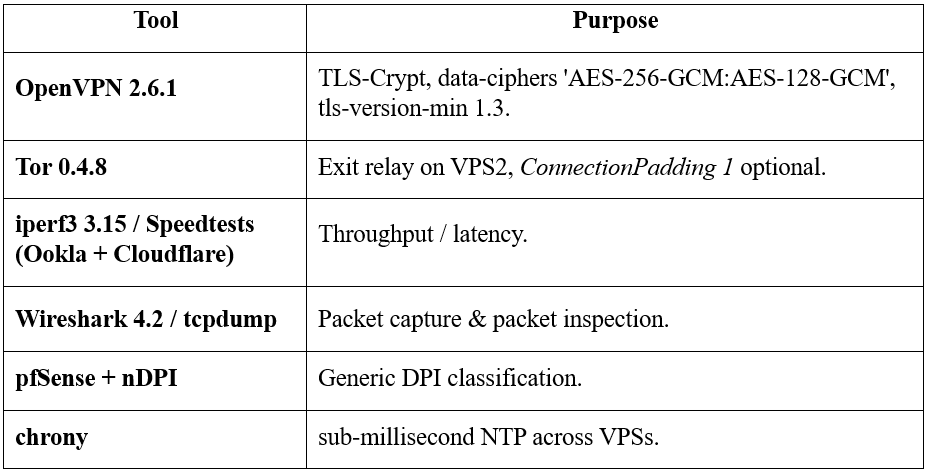 Tool
Purpose
OpenVPN 2.6.1
TLS-Crypt, data-ciphers 'AES-256-GCM:AES-128-GCM',
tls-version-min 1.3.
Tor 0.4.8
Exit relay on VPS2, ConnectionPadding 1 optional.
iperf3 3.15 / Speedtests
(Ookla + Cloudflare)
Throughput / latency.
Wireshark 4.2 / tcpdump
Packet capture & packet inspection.
pfSense + nDPI
Generic DPI classification.
chrony
sub-millisecond NTP across VPSs.